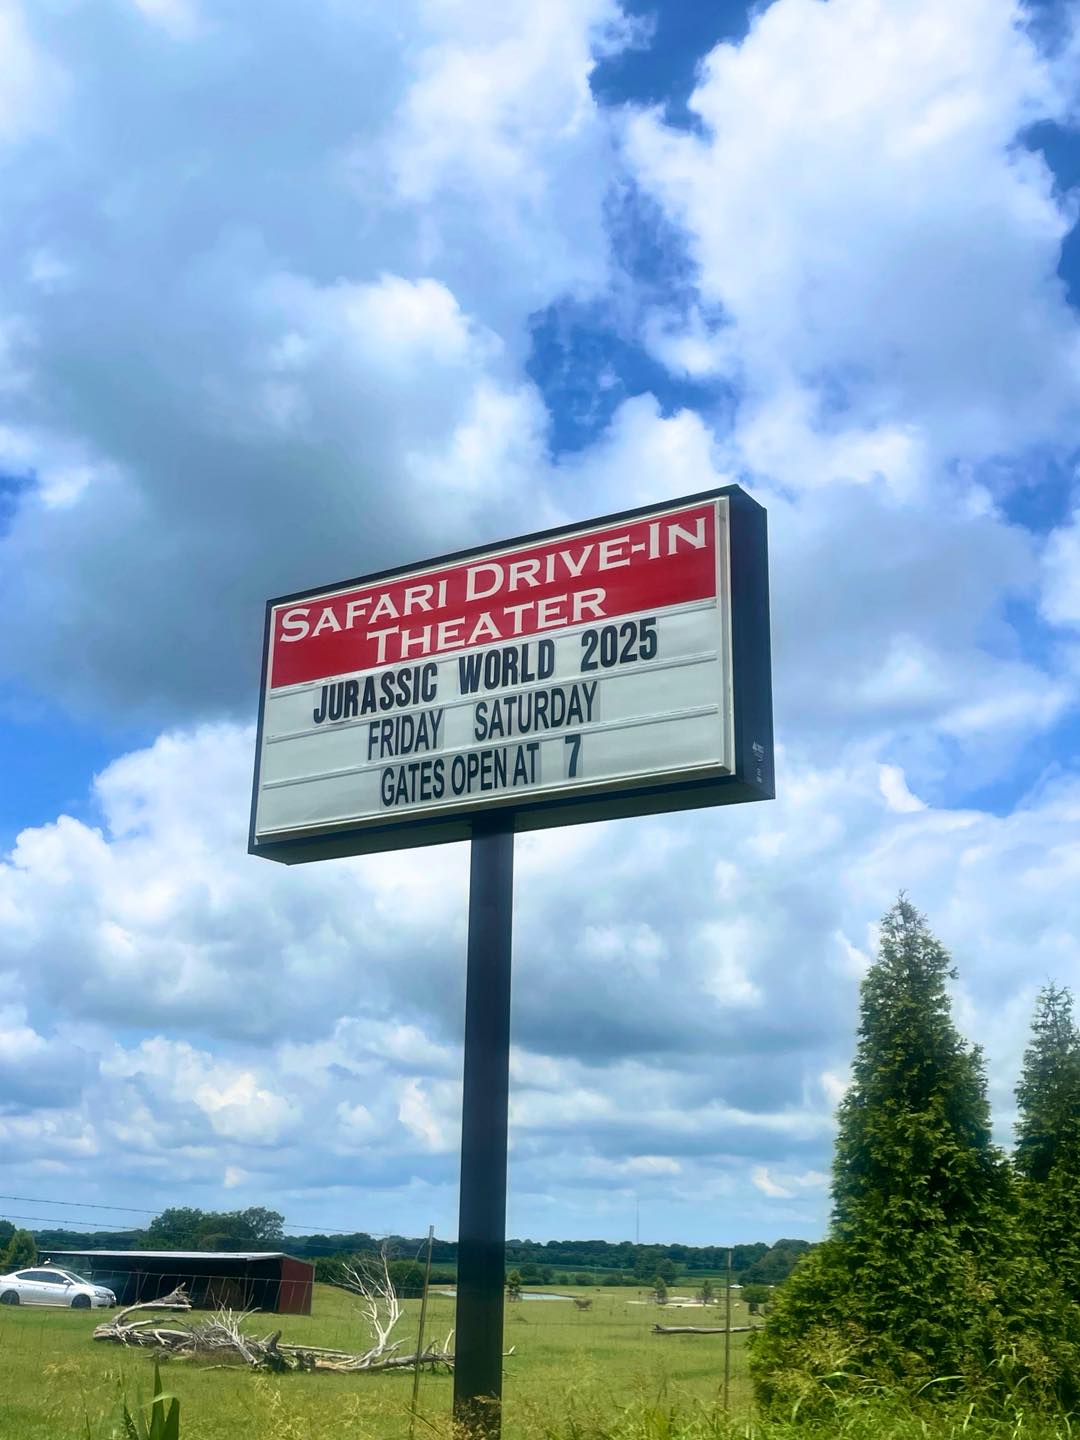 SAFARI DRIVE-IN
THEATER
JURASSIC WORLD 2025
FRIDAY SATURDAY
GATES OPEN AT 7